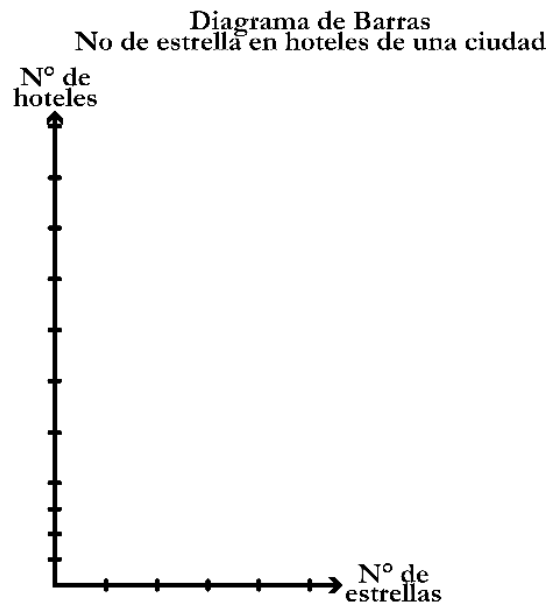 Diagrama de Barras
No de estrella en hoteles de una ciudad
N° de
hoteles
N° de
estrellas